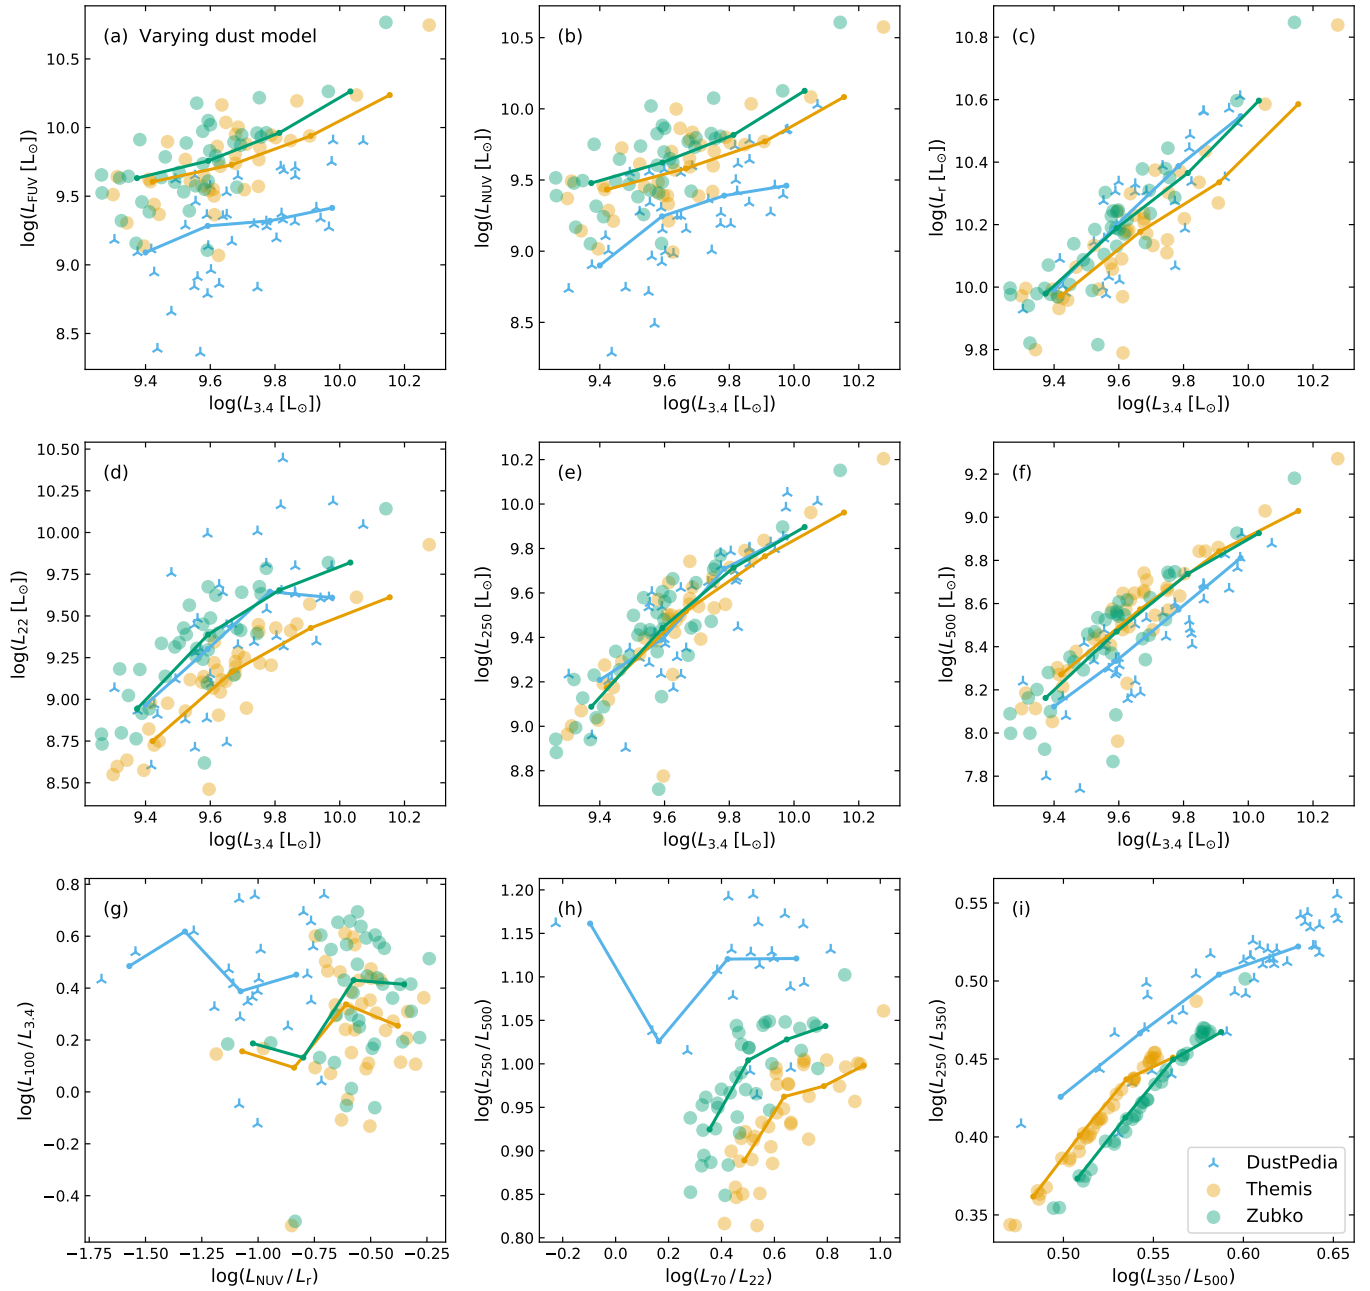 (a) Varying dust model
log(L_FUV [L⊙])
10.5
10.0
9.5
9.0
8.5
9.4 9.6 9.8 10.0 10.2
log(L_3.4 [L⊙])
(b)
log(L_NUV [L⊙])
10.5
10.0
9.5
9.0
8.5
9.4 9.6 9.8 10.0 10.2
log(L_3.4 [L⊙])
(c)
log(L_r [L⊙])
10.8
10.6
10.4
10.2
10.0
9.8
9.4 9.6 9.8 10.0 10.2
log(L_3.4 [L⊙])
(d)
log(L_22 [L⊙])
10.50
10.25
10.00
9.75
9.50
9.25
9.00
8.75
8.50
9.4 9.6 9.8 10.0 10.2
log(L_3.4 [L⊙])
(e)
log(L_250 [L⊙])
10.2
10.0
9.8
9.6
9.4
9.2
9.0
8.8
9.4 9.6 9.8 10.0 10.2
log(L_3.4 [L⊙])
(f)
log(L_500 [L⊙])
9.2
9.0
8.8
8.6
8.4
8.2
8.0
7.8
9.4 9.6 9.8 10.0 10.2
log(L_3.4 [L⊙])
(g)
log(L_100/L_3.4)
0.8
0.6
0.4
0.2
0.0
−0.2
−0.4
−1.75 −1.50 −1.25 −1.00 −0.75 −0.50 −0.25
log(L_NUV/L_r)
(h)
log(L_250/L_500)
1.20
1.15
1.10
1.05
1.00
0.95
0.90
0.85
0.80
−0.2 0.0 0.2 0.4 0.6 0.8 1.0
log(L_70/L_22)
(i)
log(L_250/L_350)
0.55
0.50
0.45
0.40
0.35
DustPedia
Themis
Zubko
0.50 0.55 0.60 0.65
log(L_350/L_500)